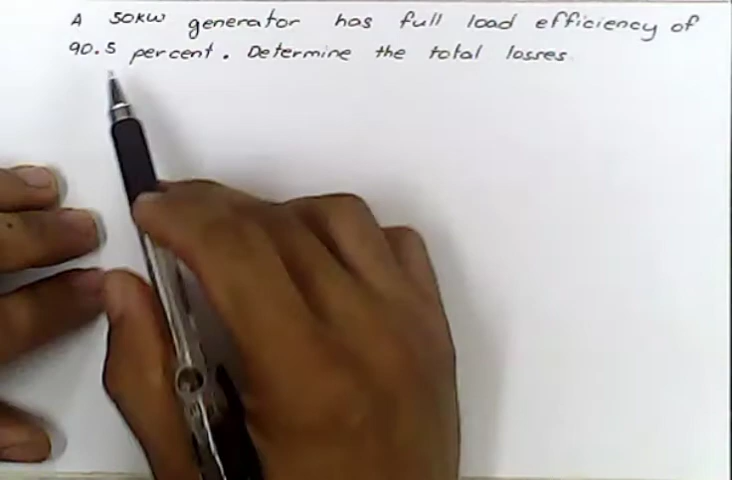 A 50KW generator has full load efficiency of
90.5 percent. Determine the total losses